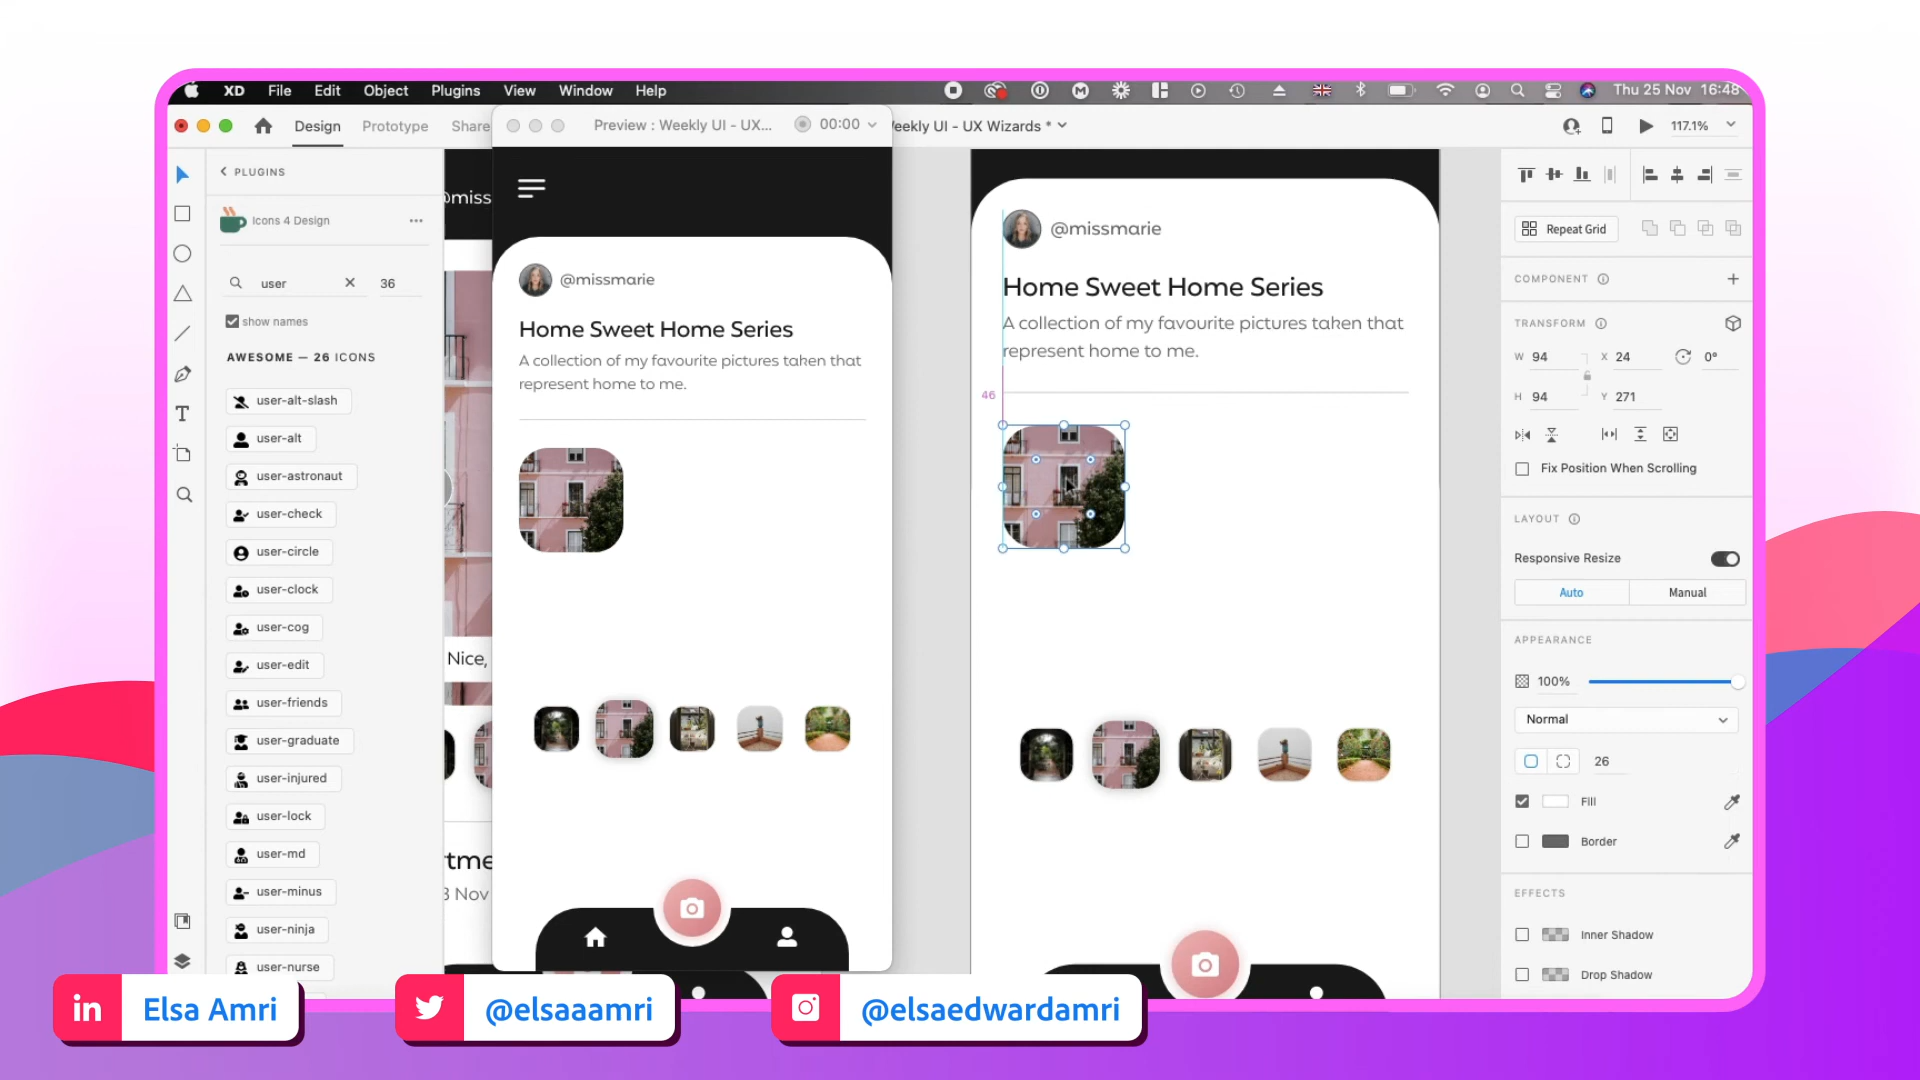 XD File Edit Object Plugins View Window Help Thu 25 Nov 16:48
Design Prototype Share
Preview : Weekly UI - UX... 00:00
eekly UI - UX Wizards *
117.1%
PLUGINS
Icons 4 Design
user 36
show names
AWESOME — 26 ICONS
user-alt-slash
user-alt
user-astronaut
user-check
user-circle
user-clock
user-cog
user-edit
user-friends
user-graduate
user-injured
user-lock
user-md
user-minus
user-ninja
user-nurse
@miss
Nice,
rtme
3 Nov
@missmarie
Home Sweet Home Series
A collection of my favourite pictures taken that
represent home to me.
@missmarie
Home Sweet Home Series
A collection of my favourite pictures taken that
represent home to me.
46
Repeat Grid
COMPONENT
TRANSFORM
W 94 X 24 0°
H 94 Y 271
Fix Position When Scrolling
LAYOUT
Responsive Resize
Auto Manual
APPEARANCE
100%
Normal
26
Fill
Border
EFFECTS
Inner Shadow
Drop Shadow
in Elsa Amri
@elsaaamri
@elsaedwardamri